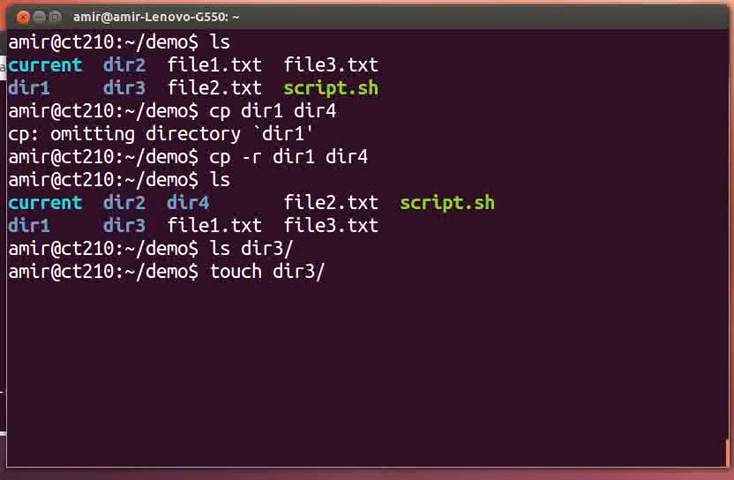 amir@amir-Lenovo-G550: ~
amir@ct210:~/demo$ ls
current  dir2  file1.txt  file3.txt
dir1     dir3  file2.txt  script.sh
amir@ct210:~/demo$ cp dir1 dir4
cp: omitting directory `dir1'
amir@ct210:~/demo$ cp -r dir1 dir4
amir@ct210:~/demo$ ls
current  dir2  dir4       file2.txt  script.sh
dir1     dir3  file1.txt  file3.txt
amir@ct210:~/demo$ ls dir3/
amir@ct210:~/demo$ touch dir3/